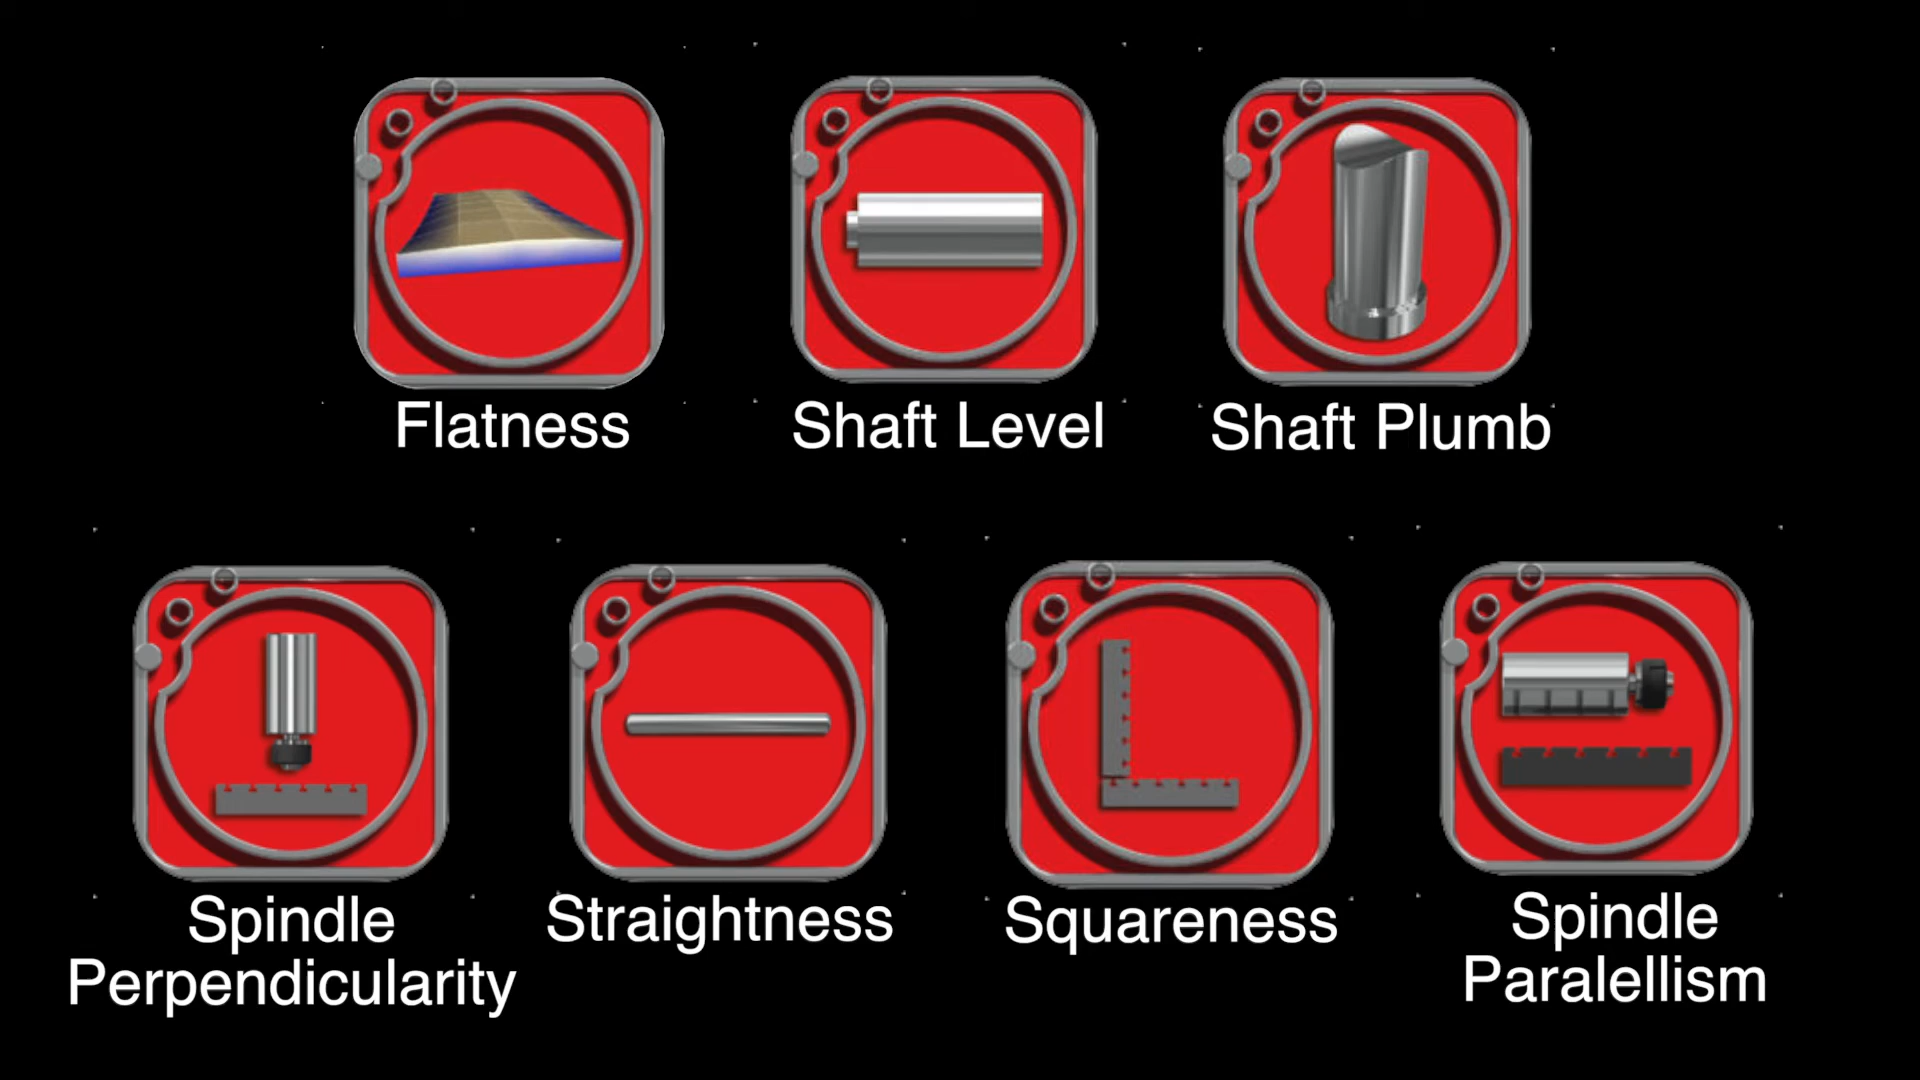 Flatness
Shaft Level
Shaft Plumb
Spindle
Perpendicularity
Straightness
Squareness
Spindle
Paralellism